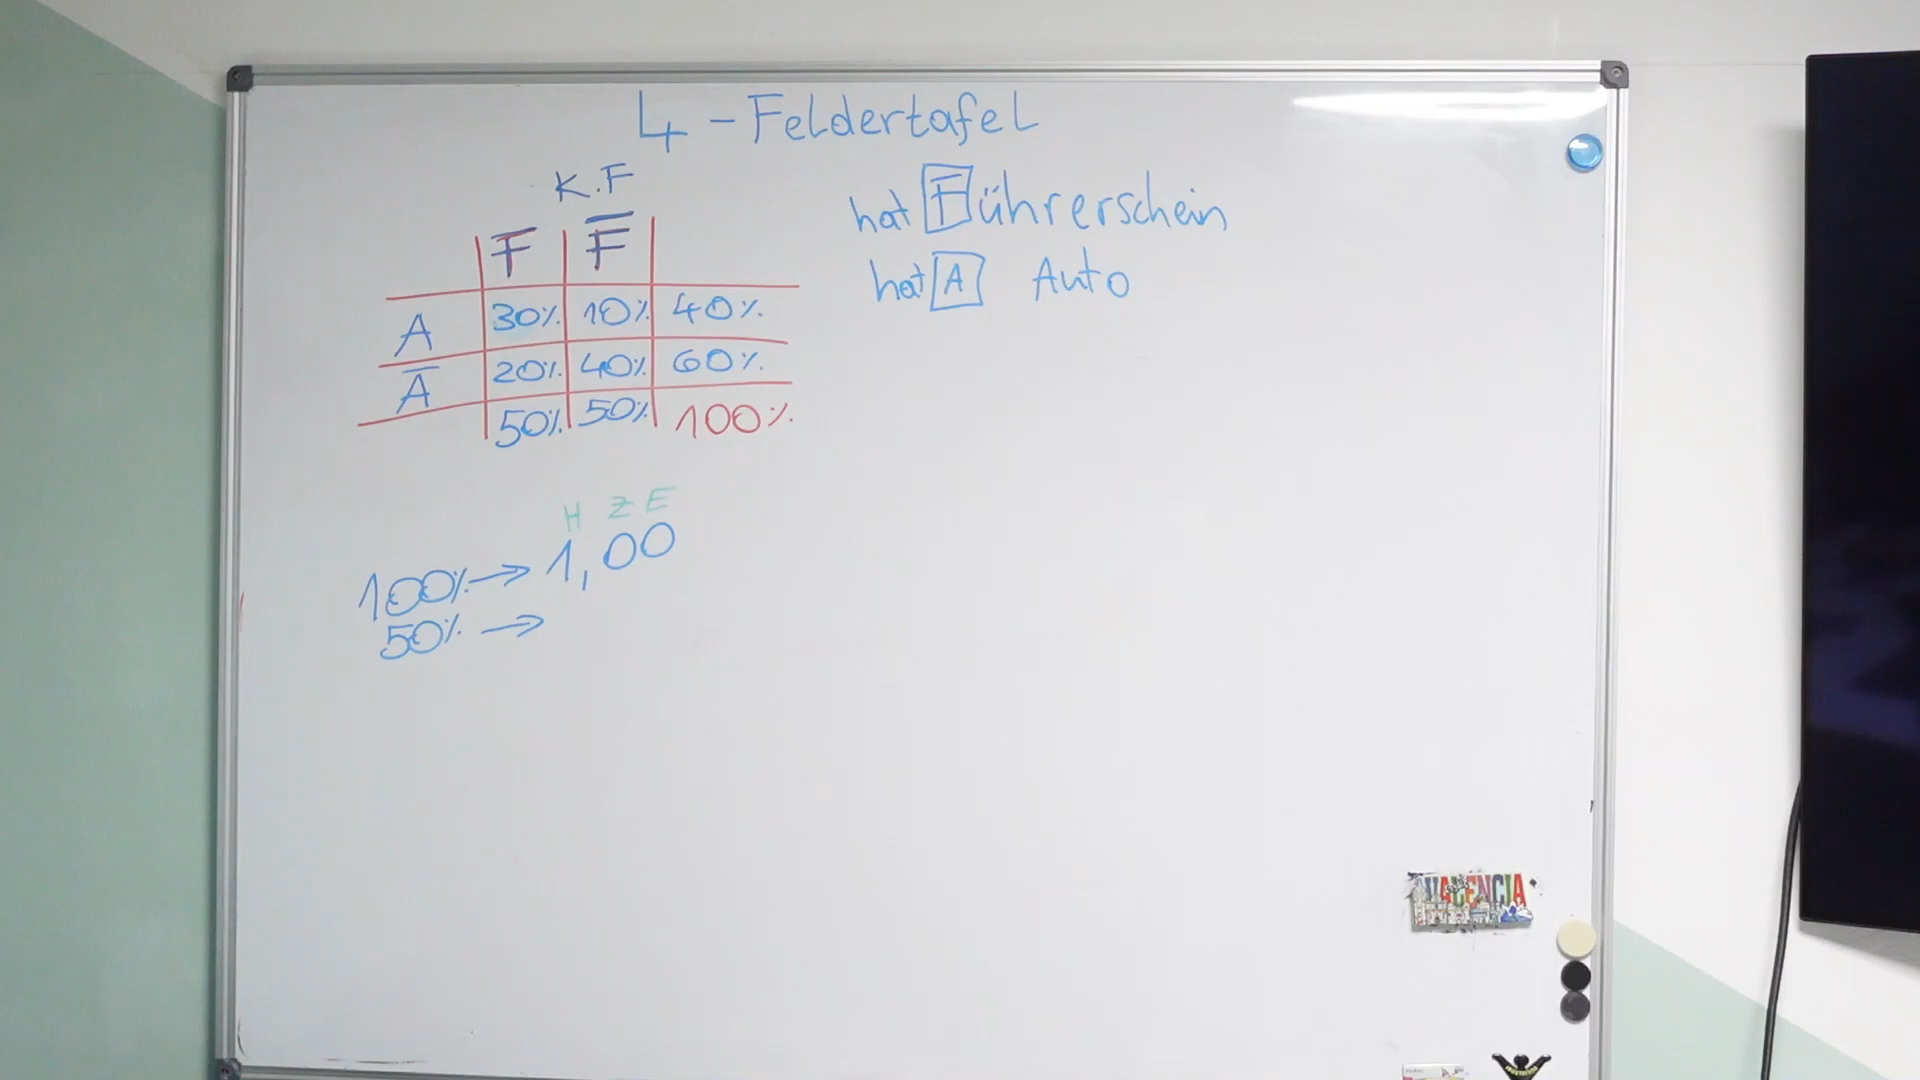 4 - Feldertafel
K.F
hat Führerschein
F F̅
hat A Auto
A 30% 10% 40%
A̅ 20% 40% 60%
50% 50% 100%
H Z E
100% → 1,00
50% →
VALENCIA